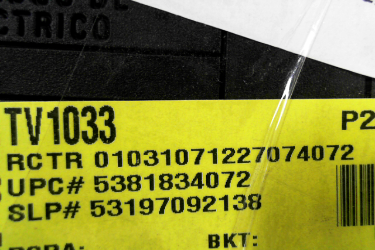 CTRICO
TV1033 P2
RCTR 01031071227074072
UPC# 5381834072
SLP# 53197092138
BKT: